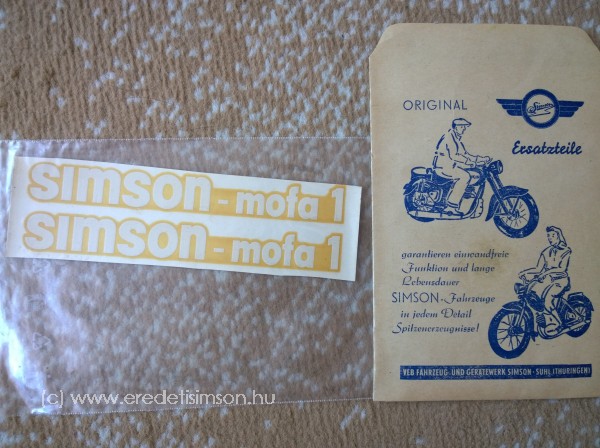 simson - mofa 1
simson - mofa 1
ORIGINAL
Simson
Ersatzteile
garantieren einwandfreie
Funktion und lange
Lebensdauer
SIMSON-Fahrzeuge
in jedem Detail
Spitzenerzeugnisse!
VEB FAHRZEUG- UND GERÄTEWERK SIMSON - SUHL (THÜRINGEN)
(c) www.eredetisimson.hu